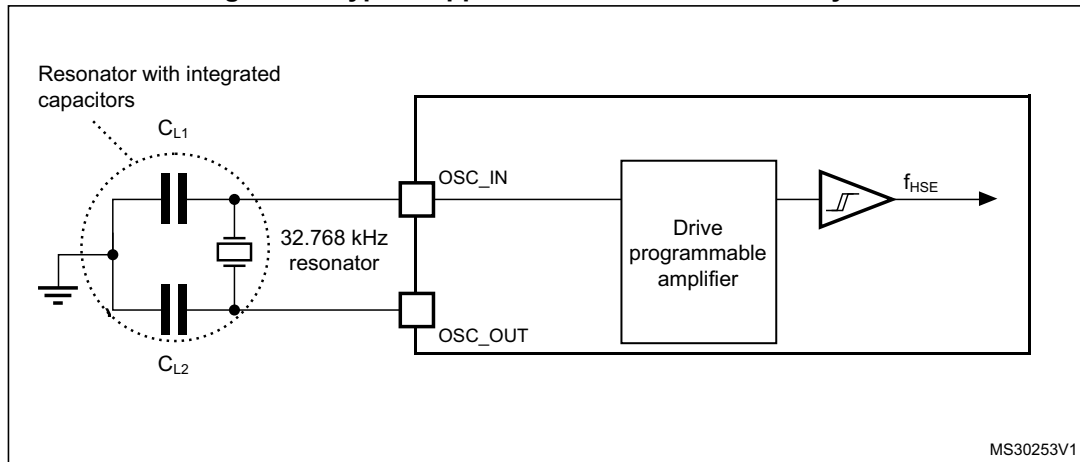 Resonator with integrated
capacitors
CL1
OSC_IN
fHSE
32.768 kHz
resonator
Drive
programmable
amplifier
OSC_OUT
CL2
MS30253V1